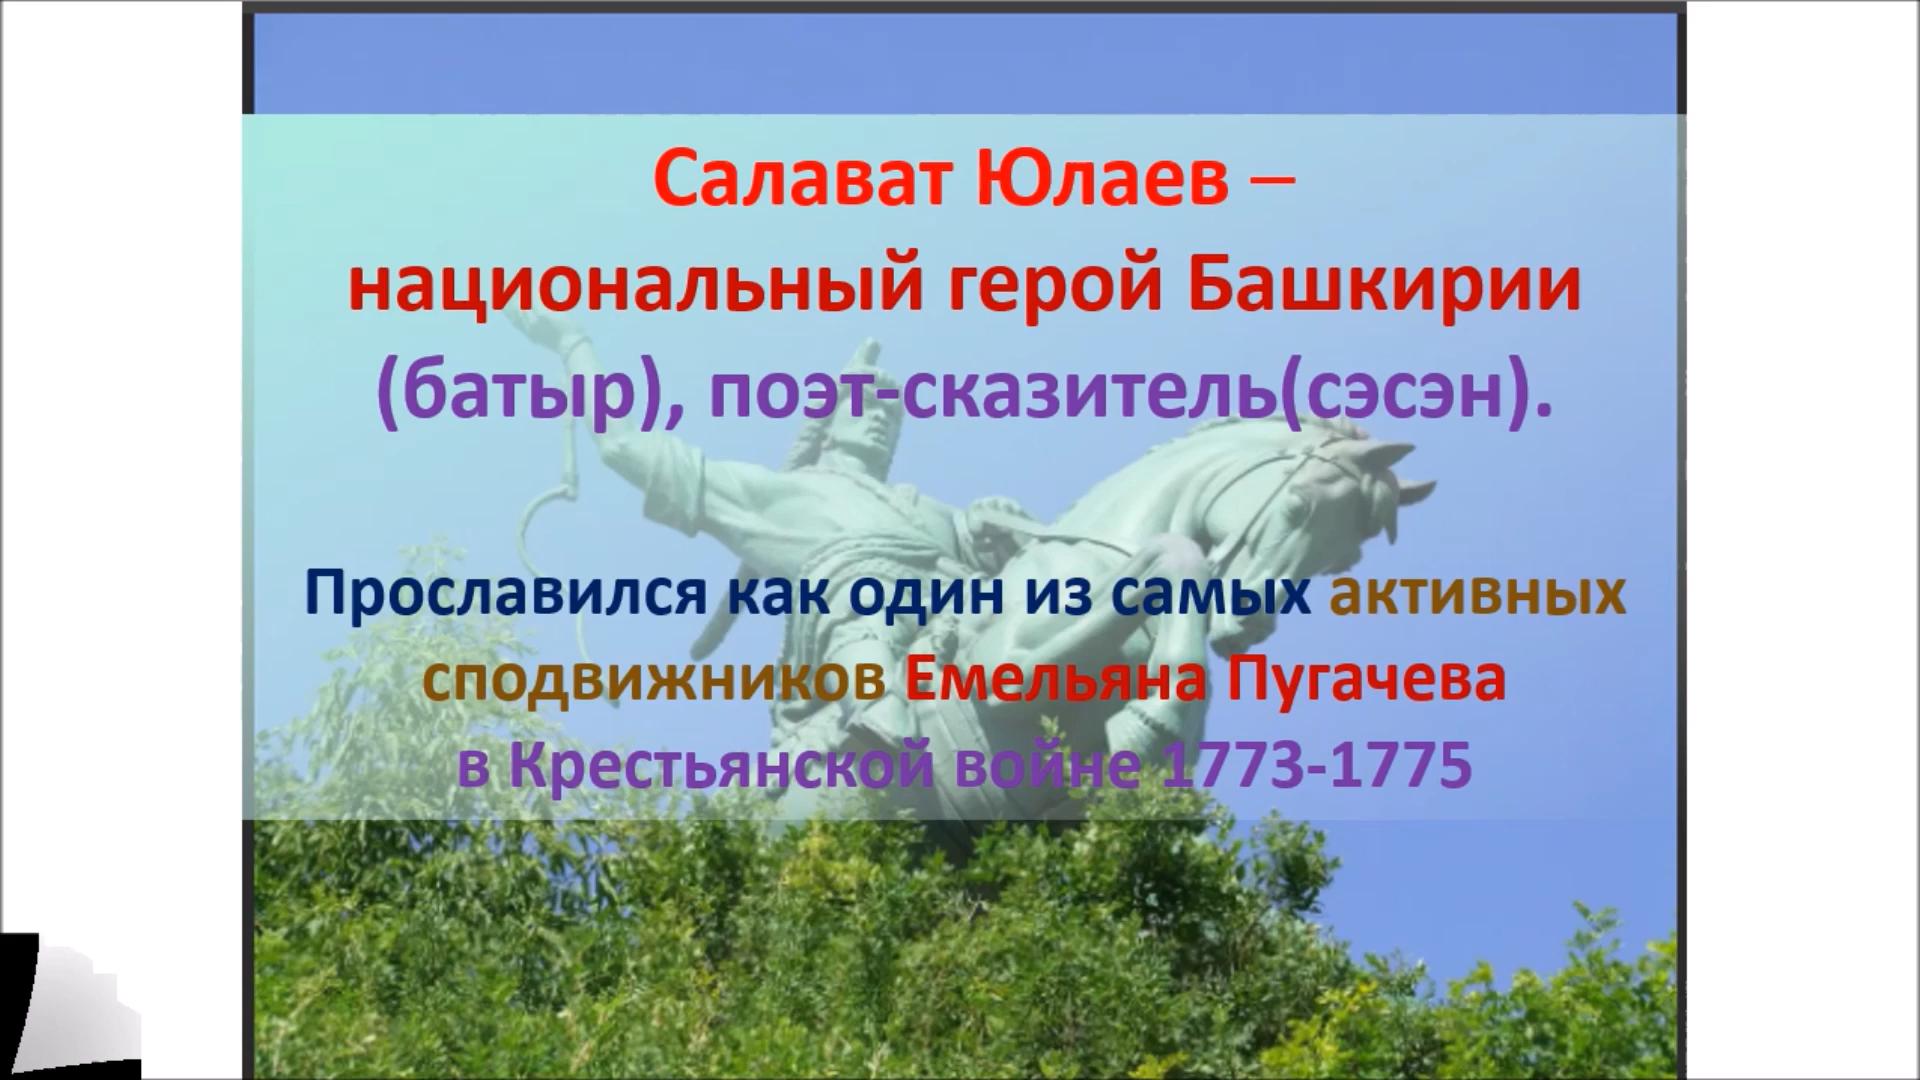 Салават Юлаев –
национальный герой Башкирии
(батыр), поэт-сказитель(сэсэн).
Прославился как один из самых активных
сподвижников Емельяна Пугачева
в Крестьянской войне 1773-1775